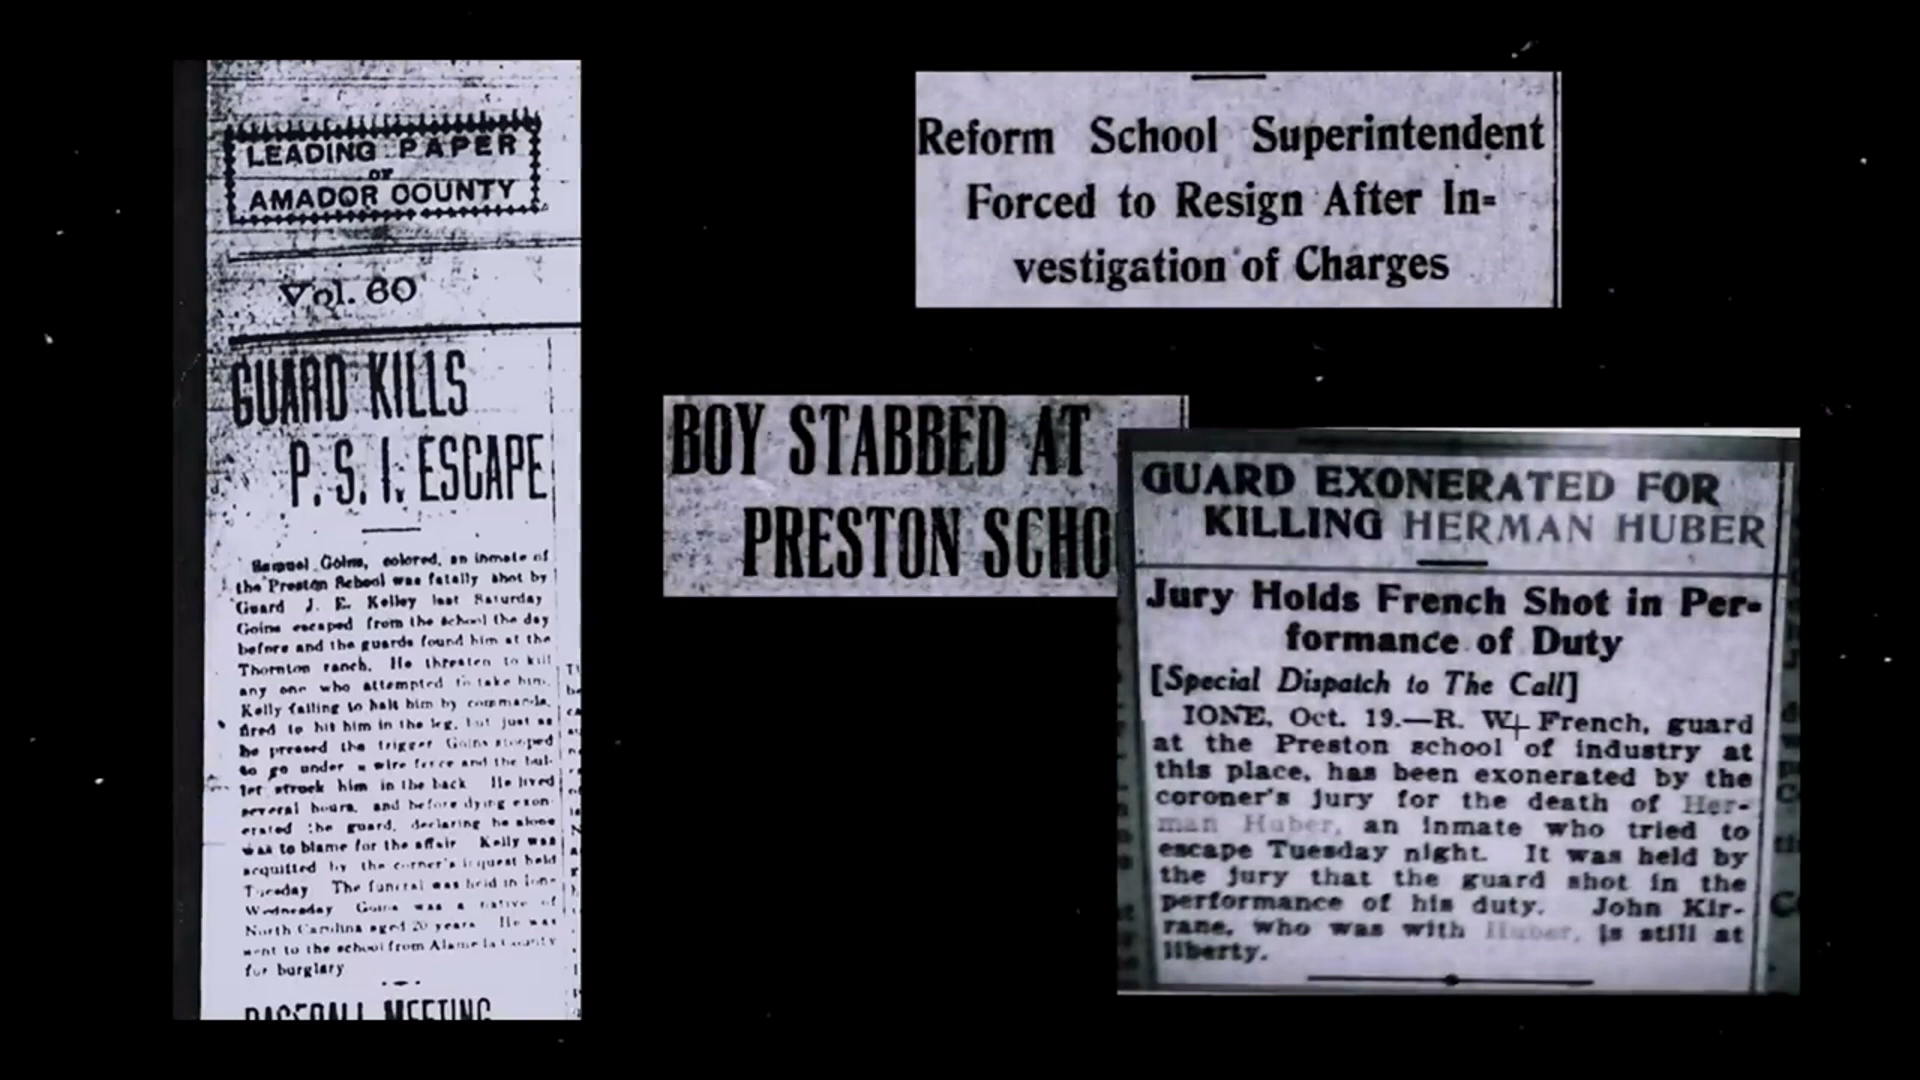 LEADING PAPER
OF
AMADOR COUNTY
Vol. 60
GUARD KILLS
P. S. I. ESCAPE
Samuel Goins, colored, an inmate of
the Preston School was fatally shot by
Guard J. E. Kelley last Saturday
Goins escaped from the school the day
before and the guards found him at the
Thornton ranch. He threaten to kill
any one who attempted to take him.
Kelly failing to halt him by commands,
fired to hit him in the leg, but just as
he pressed the trigger Goins stooped
to go under a wire fence and the bul-
let struck him in the back He lived
several hours, and before dying exon-
erated the guard, declaring he alone
was to blame for the affair Kelly was
acquitted by the corner's inquest held
Tuesday The funeral was held in Ione
Wednesday Goins was a native of
North Carolina aged 20 years He was
sent to the school from Alameda County
for burglary
BASEBALL MEETING
Reform School Superintendent
Forced to Resign After In-
vestigation of Charges
BOY STABBED AT
PRESTON SCHO
GUARD EXONERATED FOR
KILLING HERMAN HUBER
Jury Holds French Shot in Per-
formance of Duty
[Special Dispatch to The Call]
IONE, Oct. 19.—R. W. French, guard
at the Preston school of industry at
this place, has been exonerated by the
coroner's jury for the death of Her-
man Huber, an inmate who tried to
escape Tuesday night. It was held by
the jury that the guard shot in the
performance of his duty. John Kir-
rane, who was with Huber, is still at
liberty.